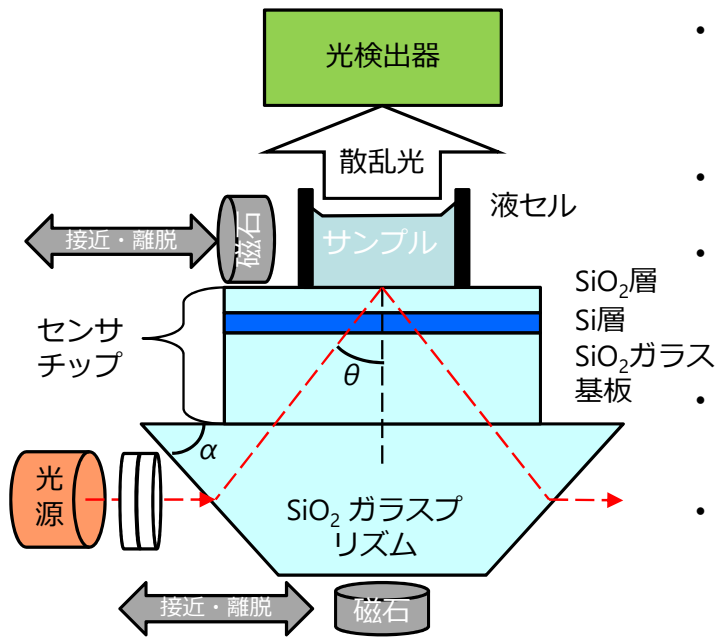 光検出器
散乱光
液セル
接近・離脱
磁石
サンプル
SiO₂層
Si層
SiO₂ガラス
基板
センサ
チップ
θ
α
光
源
SiO₂ ガラスプ
リズム
接近・離脱
磁石